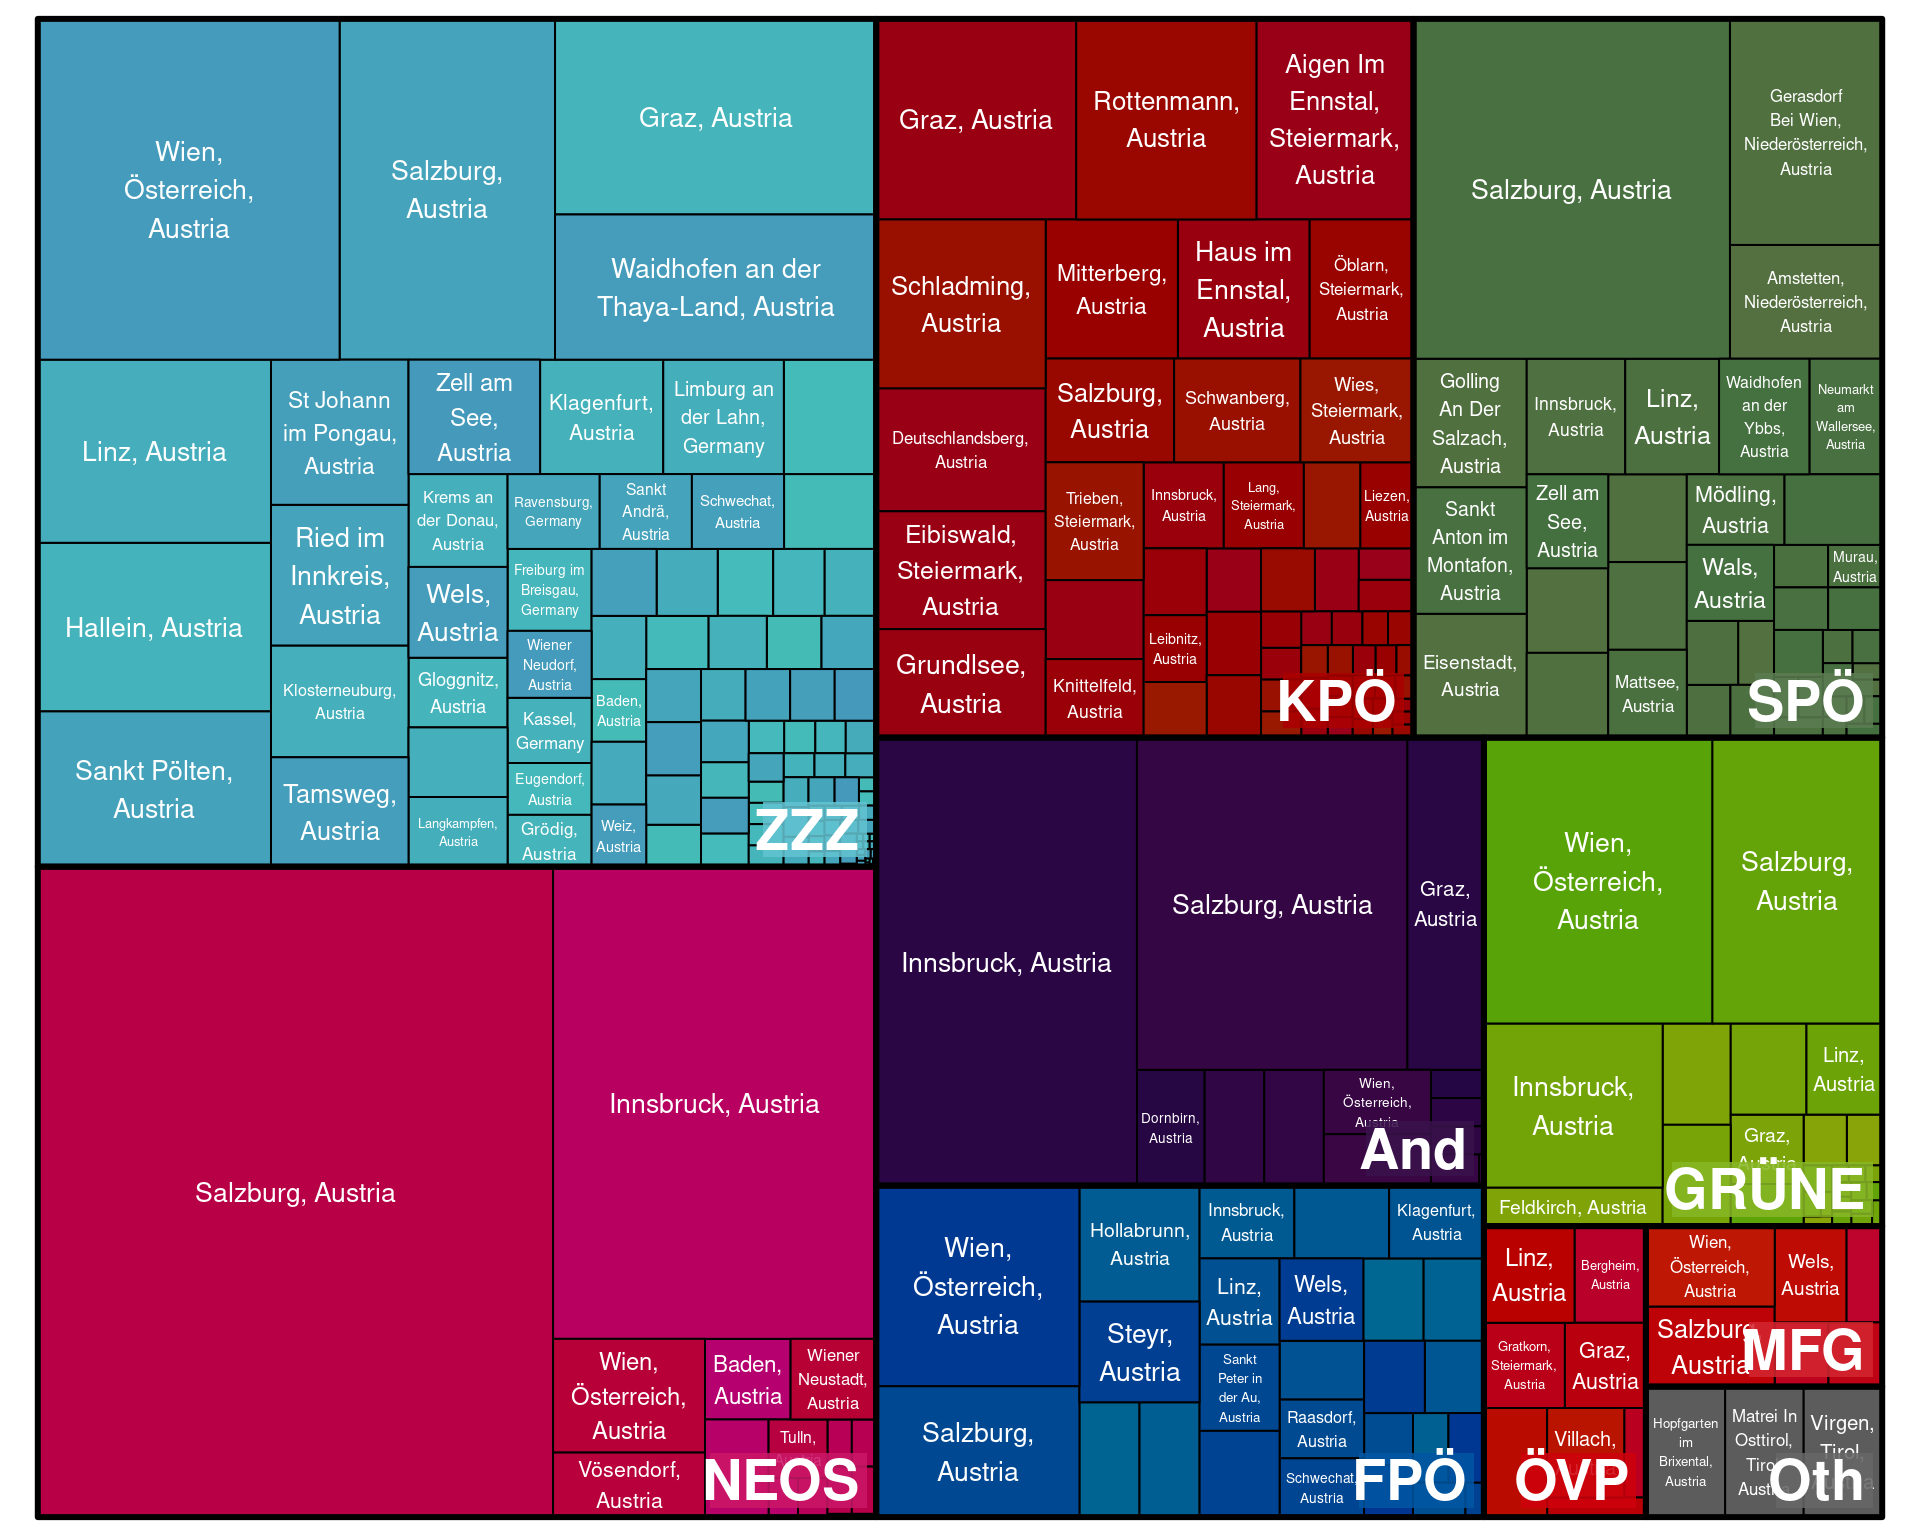 Wien,
Österreich,
Austria
Salzburg,
Austria
Graz, Austria
Waidhofen an der
Thaya-Land, Austria
Linz, Austria
Hallein, Austria
Sankt Pölten,
Austria
St Johann
im Pongau,
Austria
Ried im
Innkreis,
Austria
Klosterneuburg,
Austria
Tamsweg,
Austria
Zell am
See,
Austria
Klagenfurt,
Austria
Limburg an
der Lahn,
Germany
Krems an
der Donau,
Austria
Wels,
Austria
Gloggnitz,
Austria
Langkampfen,
Austria
Ravensburg,
Germany
Sankt
Andrä,
Austria
Schwechat,
Austria
Freiburg im
Breisgau,
Germany
Wiener
Neudorf,
Austria
Kassel,
Germany
Eugendorf,
Austria
Grödig,
Austria
Baden,
Austria
Weiz,
Austria
ZZZ
Graz, Austria
Rottenmann,
Austria
Aigen Im
Ennstal,
Steiermark,
Austria
Schladming,
Austria
Mitterberg,
Austria
Haus im
Ennstal,
Austria
Öblarn,
Steiermark,
Austria
Deutschlandsberg,
Austria
Eibiswald,
Steiermark,
Austria
Grundlsee,
Austria
Salzburg,
Austria
Schwanberg,
Austria
Wies,
Steiermark,
Austria
Trieben,
Steiermark,
Austria
Innsbruck,
Austria
Lang,
Steiermark,
Austria
Liezen,
Austria
Leibnitz,
Austria
Knittelfeld,
Austria
KPÖ
Salzburg, Austria
Gerasdorf
Bei Wien,
Niederösterreich,
Austria
Amstetten,
Niederösterreich,
Austria
Golling
An Der
Salzach,
Austria
Innsbruck,
Austria
Linz,
Austria
Waidhofen
an der
Ybbs,
Austria
Neumarkt
am
Wallersee,
Austria
Sankt
Anton im
Montafon,
Austria
Eisenstadt,
Austria
Zell am
See,
Austria
Mödling,
Austria
Wals,
Austria
Murau,
Austria
Mattsee,
Austria
SPÖ
Salzburg, Austria
Innsbruck, Austria
Wien,
Österreich,
Austria
Vösendorf,
Austria
Baden,
Austria
Wiener
Neustadt,
Austria
Tulln,
NEOS
Innsbruck, Austria
Salzburg, Austria
Graz,
Austria
Dornbirn,
Austria
Wien,
Österreich,
Austria
And
Wien,
Österreich,
Austria
Salzburg,
Austria
Innsbruck,
Austria
Linz,
Austria
Graz,
Austria
Feldkirch, Austria
GRÜNE
Wien,
Österreich,
Austria
Salzburg,
Austria
Hollabrunn,
Austria
Steyr,
Austria
Innsbruck,
Austria
Klagenfurt,
Austria
Linz,
Austria
Wels,
Austria
Sankt
Peter in
der Au,
Austria
Raasdorf,
Austria
Schwechat,
Austria
FPÖ
Linz,
Austria
Bergheim,
Austria
Gratkorn,
Steiermark,
Austria
Graz,
Austria
Villach,
ÖVP
Wien,
Österreich,
Austria
Wels,
Austria
Salzburg,
Austria
MFG
Hopfgarten
im
Brixental,
Austria
Matrei In
Osttirol,
Tirol,
Austria
Virgen,
Tirol,
Oth